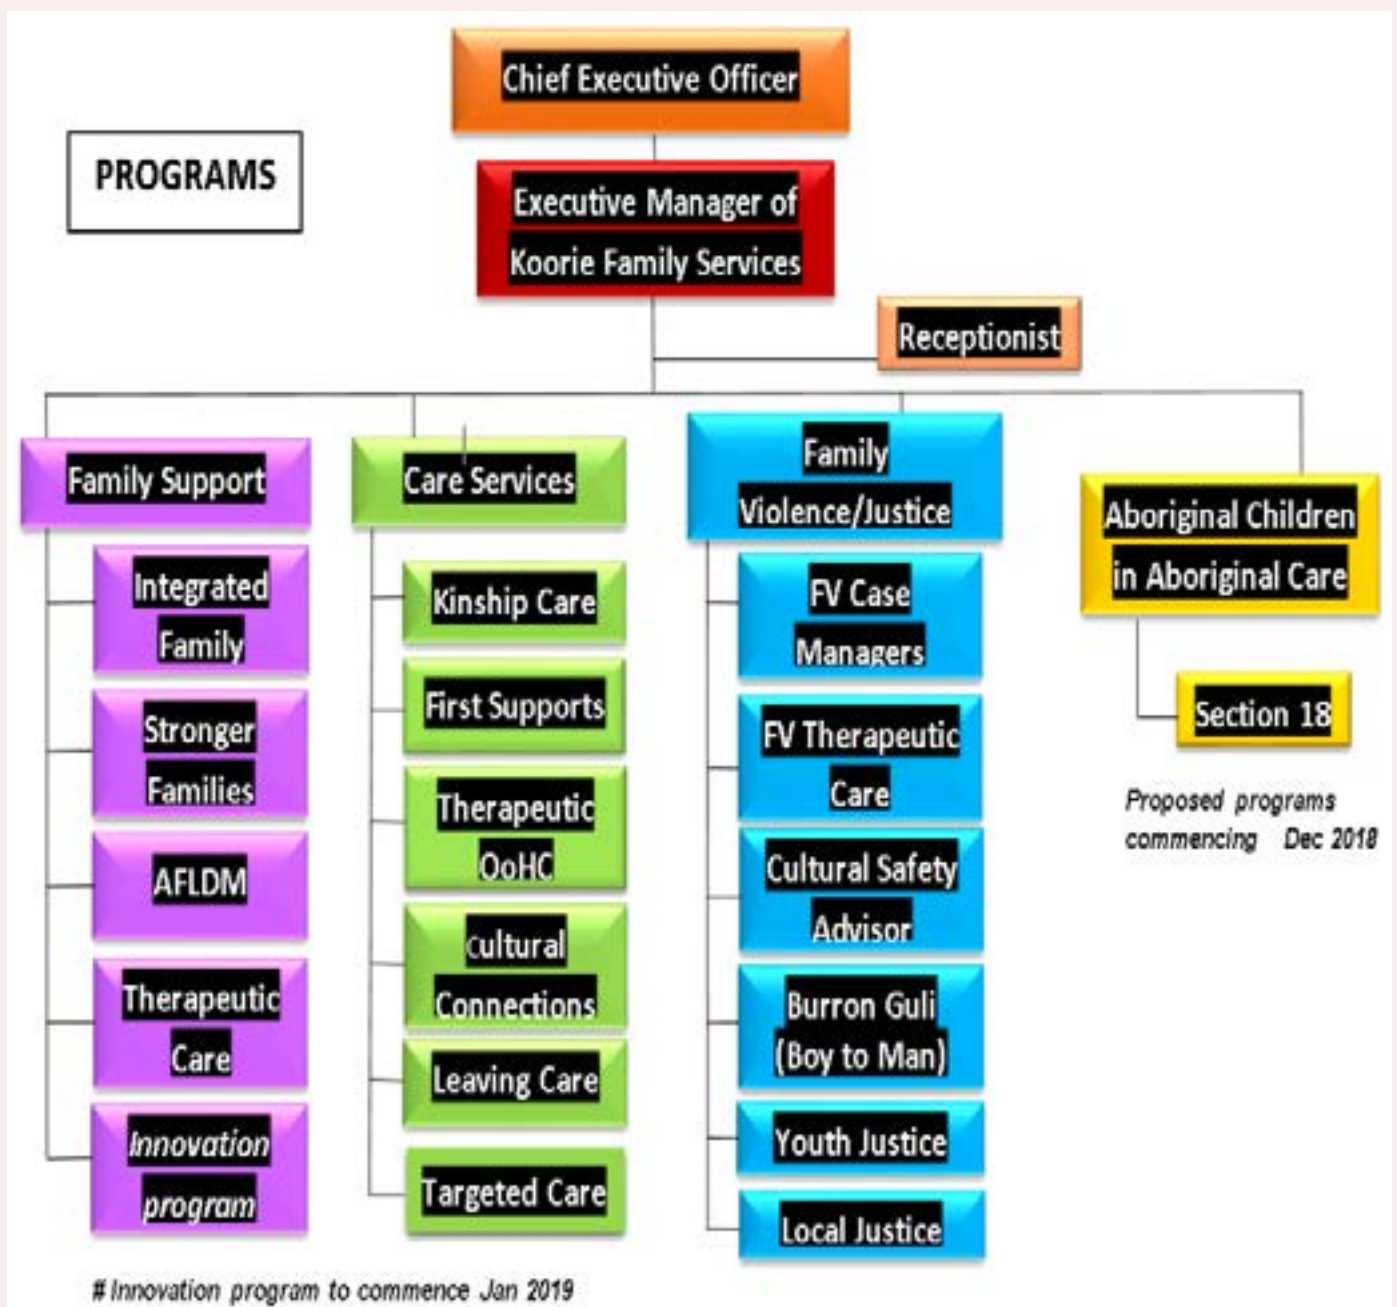 Chief Executive Officer
PROGRAMS
Executive Manager of
Koorie Family Services
Receptionist
Family Support
Integrated
Family
Stronger
Families
AFLDM
Therapeutic
Care
Innovation
program
# Innovation program to commence Jan 2019
Care Services
Kinship Care
First Supports
Therapeutic
OoHC
Cultural
Connections
Leaving Care
Targeted Care
Family
Violence/Justice
FV Case
Managers
FV Therapeutic
Care
Cultural Safety
Advisor
Burron Guli
(Boy to Man)
Youth Justice
Local Justice
Aboriginal Children
in Aboriginal Care
Section 18
Proposed programs
commencing Dec 2018